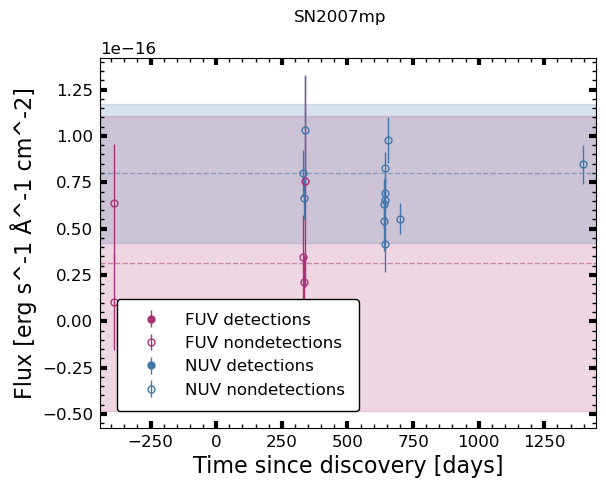 SN2007mp
1e−16
1.25
1.00
0.75
0.50
0.25
0.00
−0.25
−0.50
Flux [erg s^-1 Å^-1 cm^-2]
FUV detections
FUV nondetections
NUV detections
NUV nondetections
−250 0 250 500 750 1000 1250
Time since discovery [days]